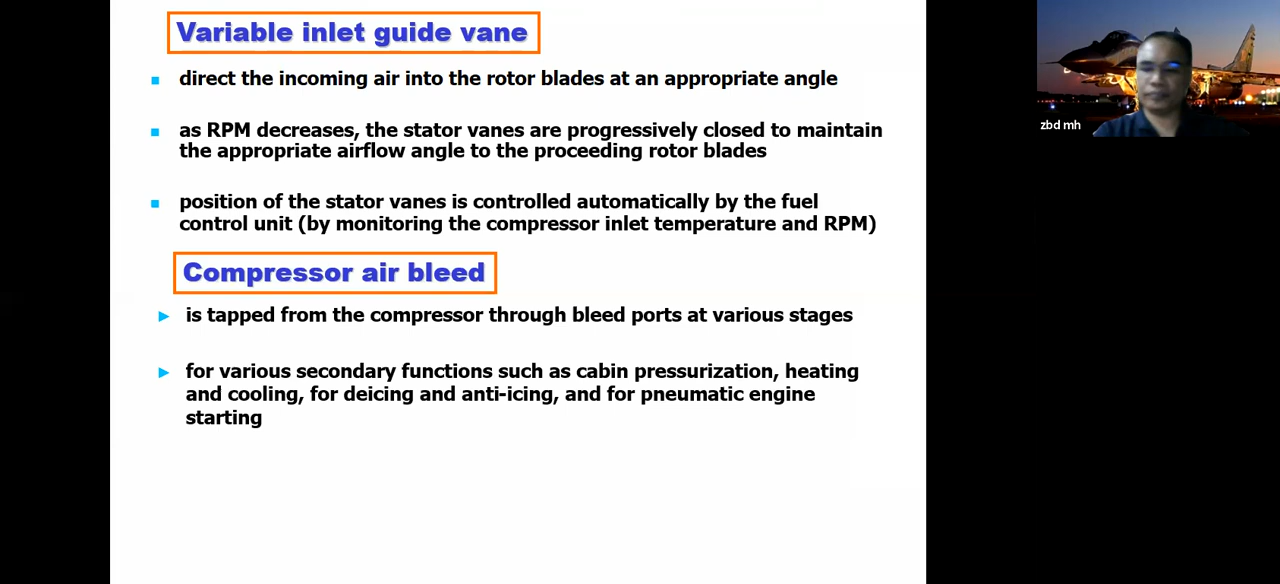 Variable inlet guide vane
direct the incoming air into the rotor blades at an appropriate angle
as RPM decreases, the stator vanes are progressively closed to maintain
the appropriate airflow angle to the proceeding rotor blades
position of the stator vanes is controlled automatically by the fuel
control unit (by monitoring the compressor inlet temperature and RPM)
Compressor air bleed
is tapped from the compressor through bleed ports at various stages
for various secondary functions such as cabin pressurization, heating
and cooling, for deicing and anti-icing, and for pneumatic engine
starting
zbd mh